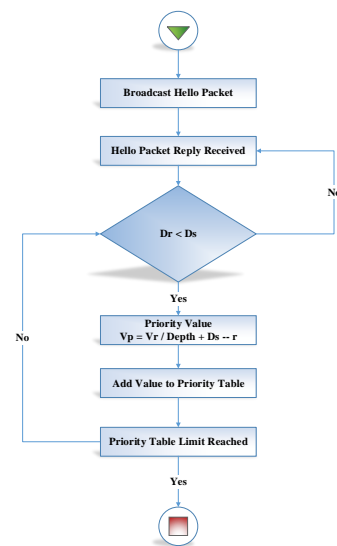 Broadcast Hello Packet
Hello Packet Reply Received
Dr < Ds
Yes
Priority Value
Vp = Vr / Depth + Ds -- r
No
Add Value to Priority Table
Priority Table Limit Reached
Yes